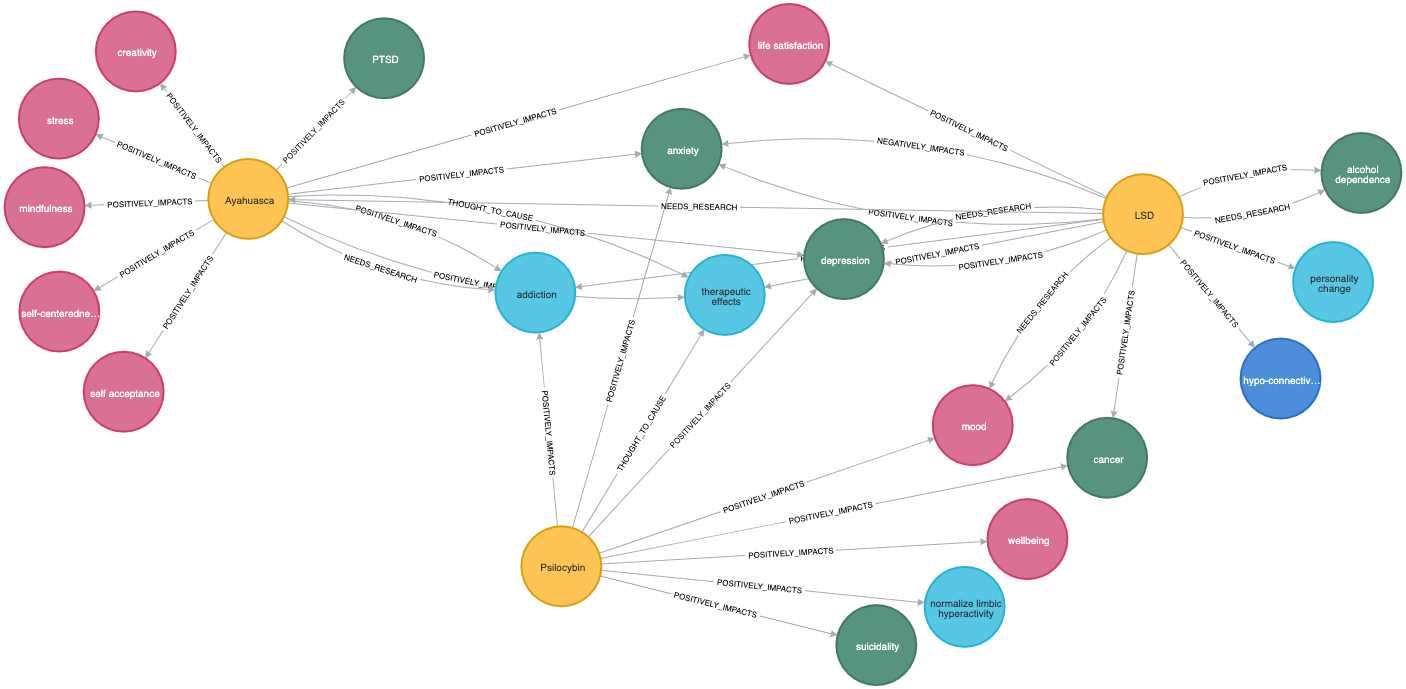 creativity
PTSD
life satisfaction
stress
POSITIVELY_IMPACTS
POSITIVELY_IMPACTS
POSITIVELY_IMPACTS
POSITIVELY_IMPACTS
anxiety
NEGATIVELY_IMPACTS
POSITIVELY_IMPACTS
alcohol
dependence
POSITIVELY_IMPACTS
POSITIVELY_IMPACTS
mindfulness
POSITIVELY_IMPACTS
Ayahuasca
THOUGHT_TO_CAUSE
NEEDS_RESEARCH
POSITIVELY_IMPACTS
NEEDS_RESEARCH
LSD
NEEDS_RESEARCH
POSITIVELY_IMPACTS
POSITIVELY_IMPACTS
POSITIVELY_IMPACTS
POSITIVELY_IMPACTS
POSITIVELY_IMPACTS
POSITIVELY_IMPACTS
depression
POSITIVELY_IMPACTS
NEEDS_RESEARCH
POSITIVELY_IM
addiction
therapeutic
effects
personality
change
self-centeredne...
POSITIVELY_IMPACTS
POSITIVELY_IMPACTS
NEEDS_RESEARCH
POSITIVELY_IMPACTS
POSITIVELY_IMPACTS
POSITIVELY_IMPACTS
hypo-connectiv...
self acceptance
POSITIVELY_IMPACTS
THOUGHT_TO_CAUSE
POSITIVELY_IMPACTS
mood
cancer
POSITIVELY_IMPACTS
POSITIVELY_IMPACTS
wellbeing
POSITIVELY_IMPACTS
Psilocybin
POSITIVELY_IMPACTS
normalize limbic
hyperactivity
POSITIVELY_IMPACTS
suicidality